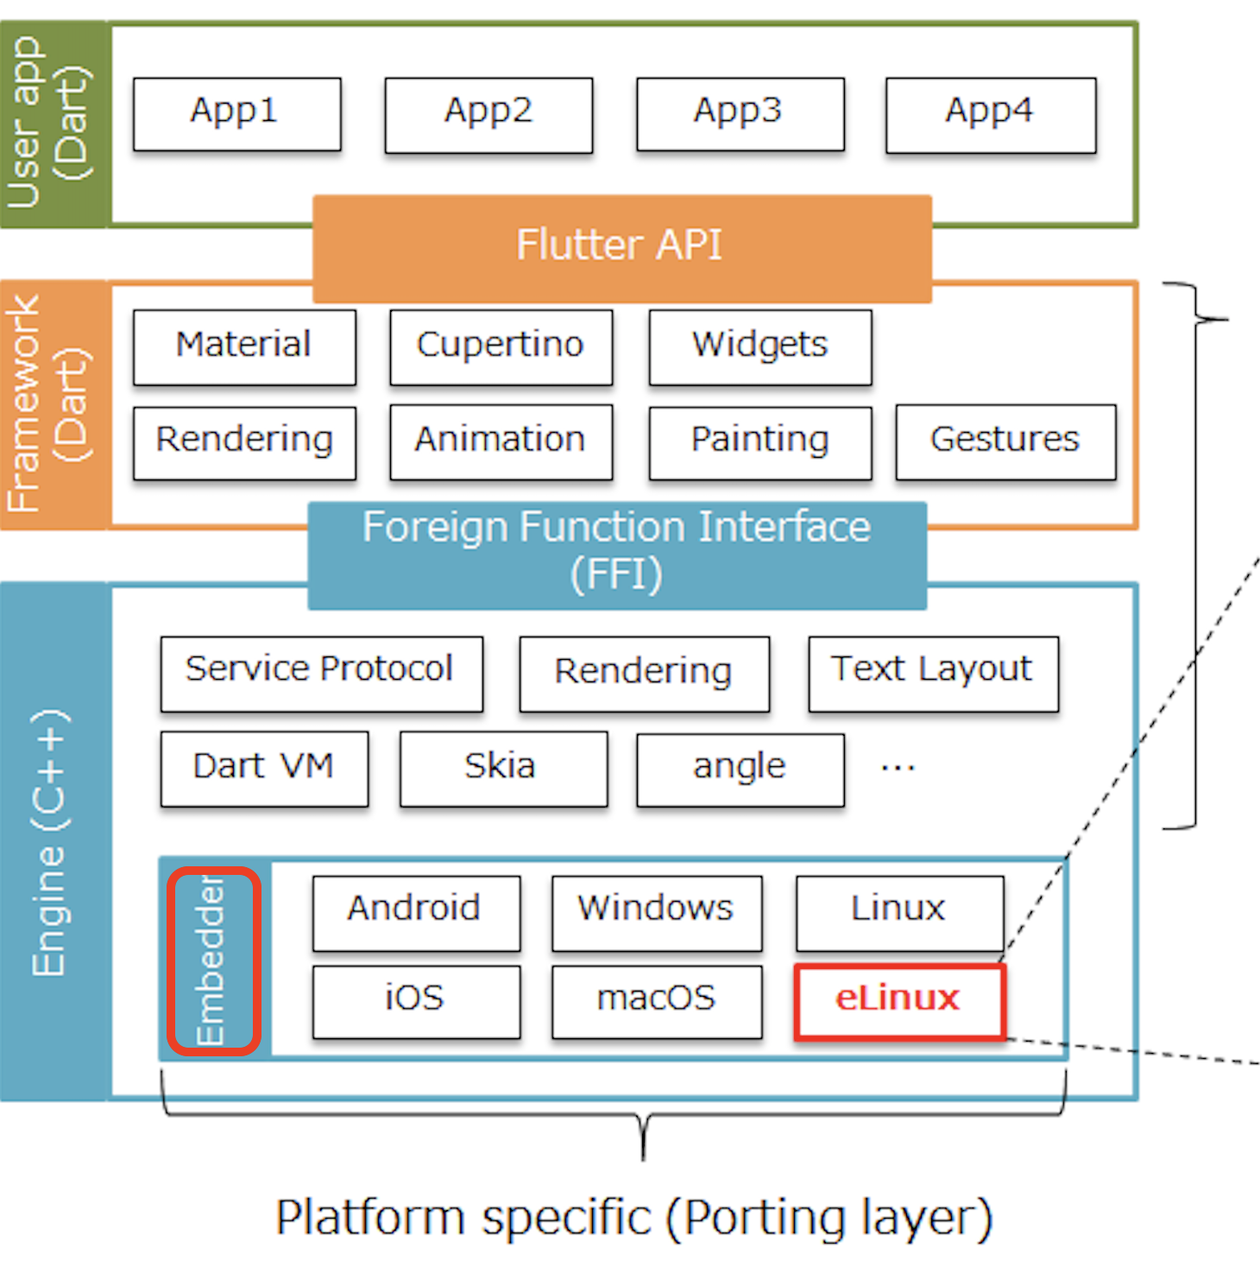 User app
(Dart)
App1
App2
App3
App4
Flutter API
Framework
(Dart)
Material
Cupertino
Widgets
Rendering
Animation
Painting
Gestures
Foreign Function Interface
(FFI)
Engine (C++)
Service Protocol
Rendering
Text Layout
Dart VM
Skia
angle
...
Embedder
Android
Windows
Linux
iOS
macOS
eLinux
Platform specific (Porting layer)